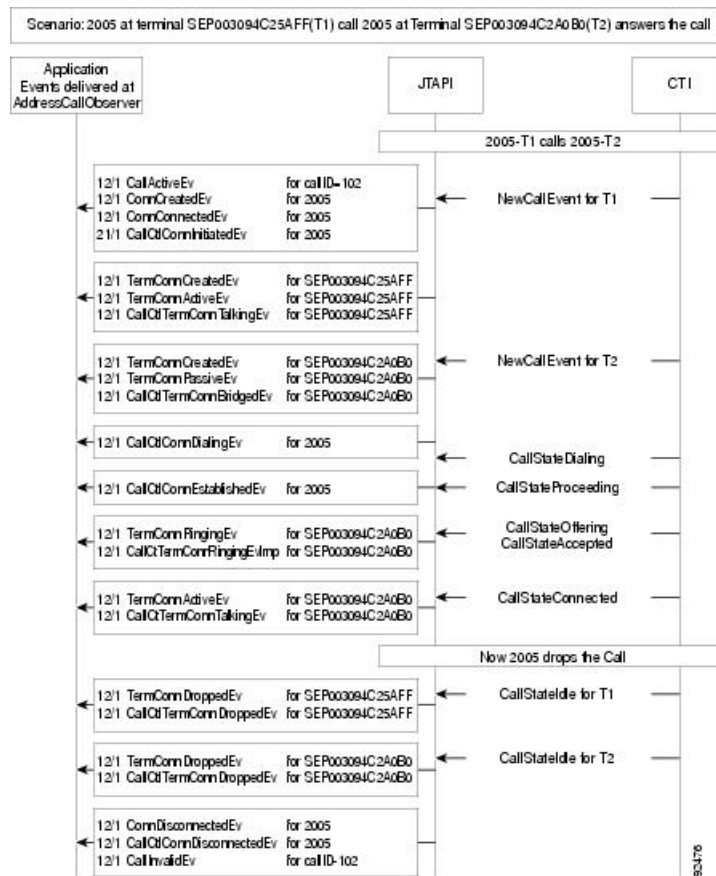 Scenario: 2005 at terminal SEP003094C25AFF(T1) call 2005 at Terminal SEP003094C2A0B0(T2) answers the call
Application
Events delivered at
AddressCallObserver
JTAPI
CTI
2005-T1 calls 2005-T2
12/1 CallActiveEv for callID-102
12/1 ConnCreatedEv for 2005
12/1 ConnConnectedEv for 2005
21/1 CallCtlConnInitiatedEv for 2005
NewCallEvent for T1
12/1 TermConnCreatedEv for SEP003094C25AFF
12/1 TermConnActiveEv for SEP003094C25AFF
12/1 CallCtlTermConnTalkingEv for SEP003094C25AFF
12/1 TermConnCreatedEv for SEP003094C2A0B0
12/1 TermConnPassiveEv for SEP003094C2A0B0
12/1 CallCtlTermConnBridgedEv for SEP003094C2A0B0
NewCallEvent for T2
12/1 CallCtlConnDialingEv for 2005
CallStateDialing
12/1 CallCtlConnEstablishedEv for 2005
CallStateProceeding
12/1 TermConnRingingEv for SEP003094C2A0B0
12/1 CallCtTermConnRingingEvImp for SEP003094C2A0B0
CallStateOffering
CallStateAccepted
12/1 TermConnActiveEv for SEP003094C2A0B0
12/1 CallCtTermConnTalkingEv for SEP003094C2A0B0
CallStateConnected
Now 2005 drops the Call
12/1 TermConnDroppedEv for SEP003094C25AFF
12/1 CallCtlTermConnDroppedEv for SEP003094C25AFF
CallStateIdle for T1
12/1 TermConnDroppedEv for SEP003094C2A0B0
12/1 CallCtlTermConnDroppedEv for SEP003094C2A0B0
CallStateIdle for T2
12/1 ConnDisconnectedEv for 2005
12/1 CallCtlConnDisconnectedEv for 2005
12/1 CallInvalidEv for callID-102
92476